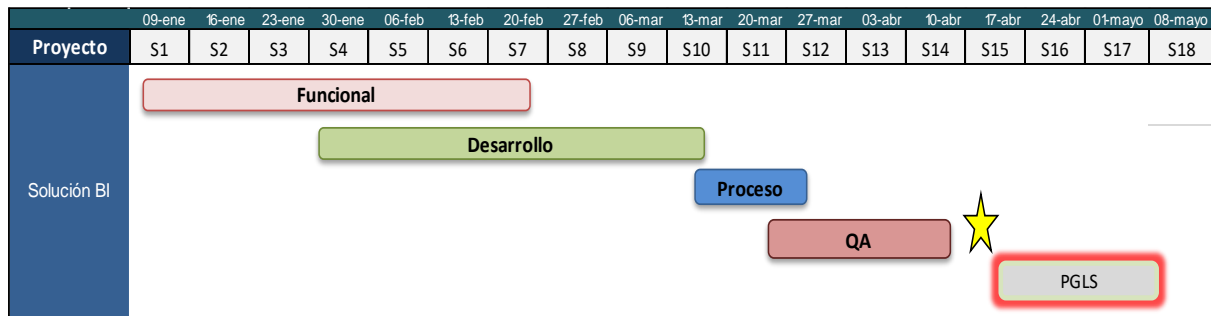 09-ene 16-ene 23-ene 30-ene 06-feb 13-feb 20-feb 27-feb 06-mar 13-mar 20-mar 27-mar 03-abr 10-abr 17-abr 24-abr 01-mayo 08-mayo
Proyecto S1 S2 S3 S4 S5 S6 S7 S8 S9 S10 S11 S12 S13 S14 S15 S16 S17 S18
Funcional
Desarrollo
Solución BI
Proceso
QA
PGLS